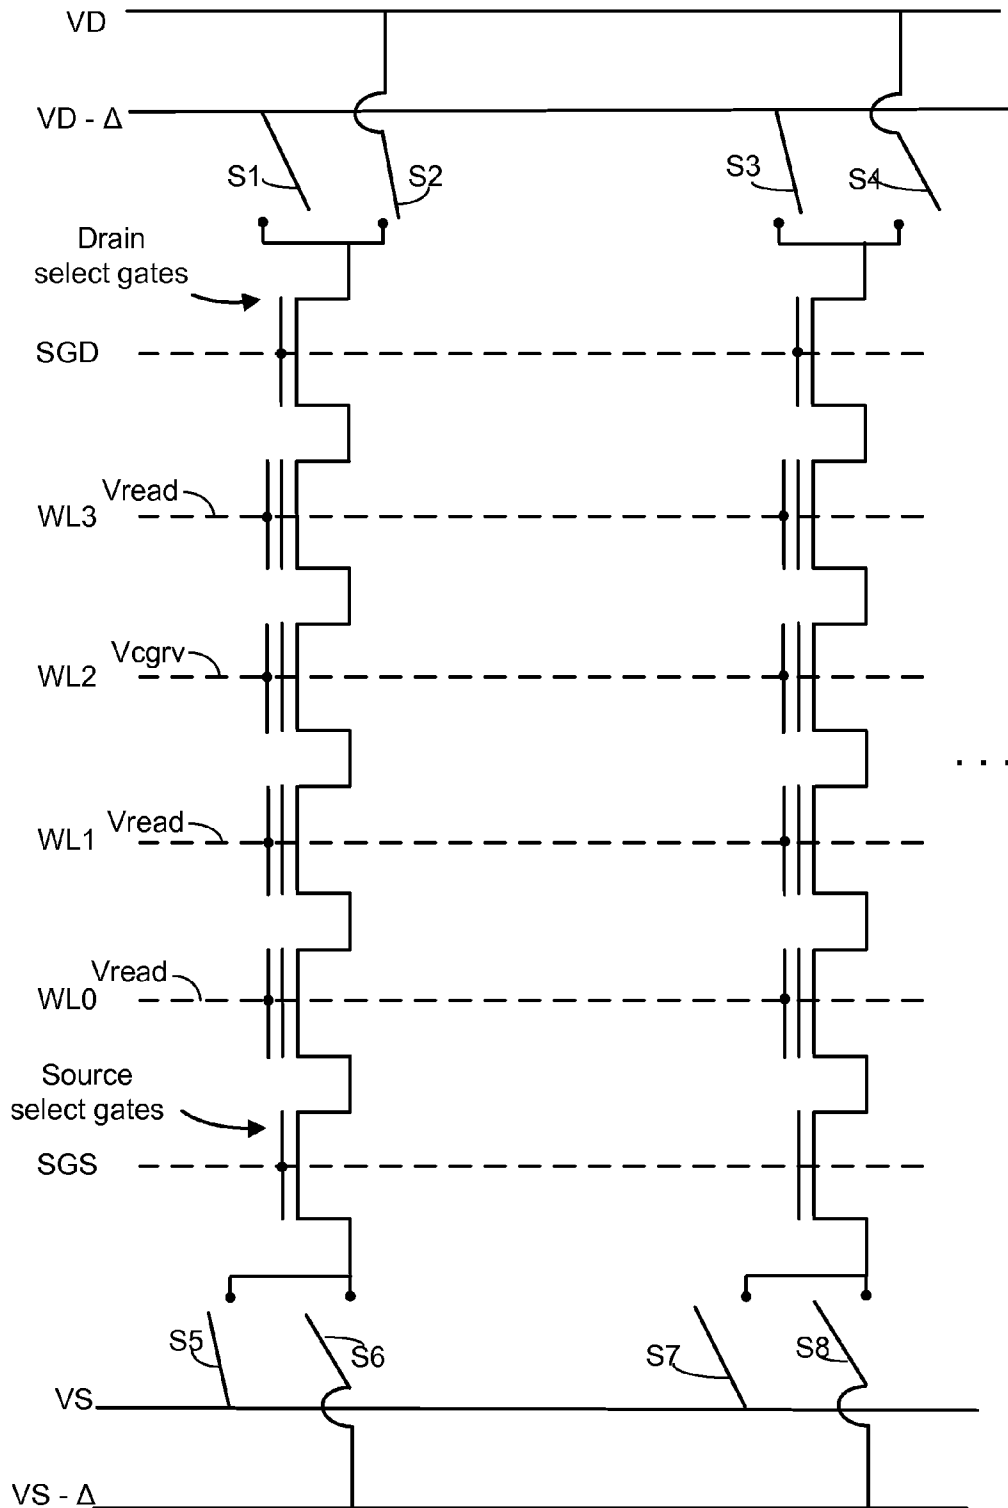 VD
VD - Δ
S1
S2
S3
S4
Drain
select gates
SGD
Vread
WL3
Vcgrv
WL2
. . .
Vread
WL1
Vread
WL0
Source
select gates
SGS
S5
S6
S7
S8
VS
VS - Δ